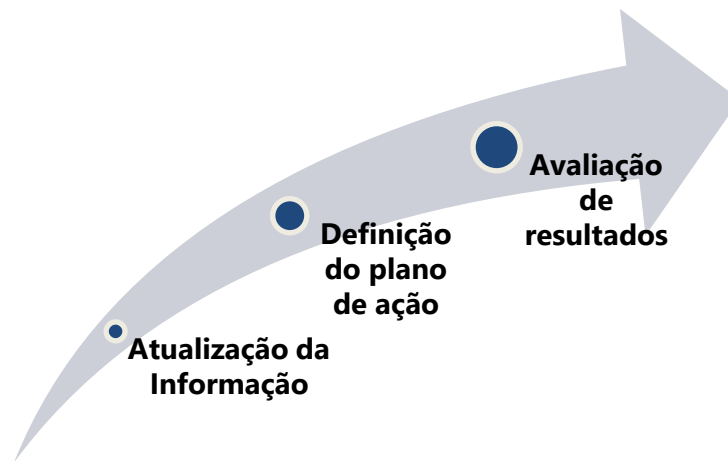 Atualização da
Informação
Definição
do plano
de ação
Avaliação
de
resultados